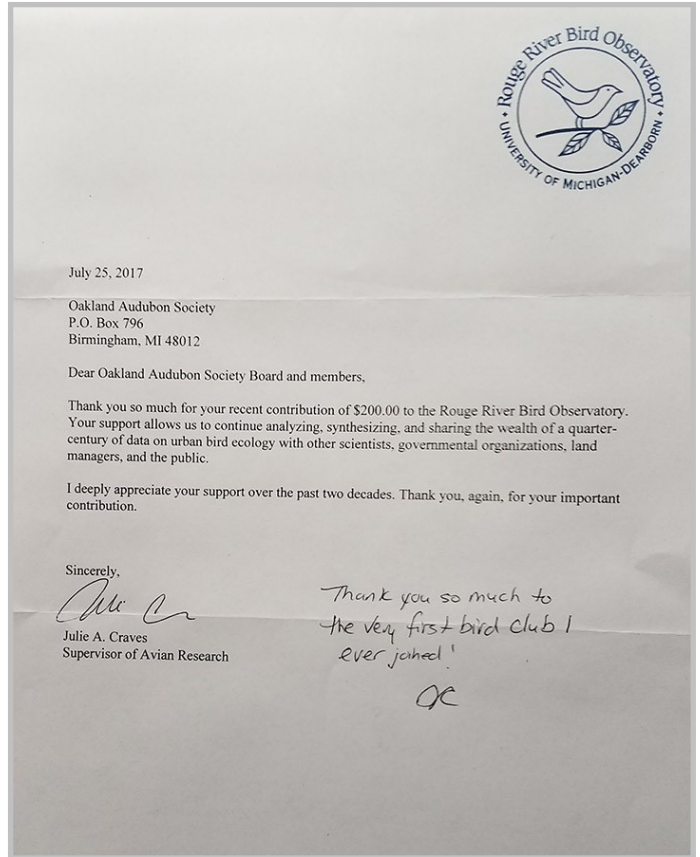 Rouge River Bird Observatory
University of Michigan-Dearborn
July 25, 2017
Oakland Audubon Society
P.O. Box 796
Birmingham, MI 48012
Dear Oakland Audubon Society Board and members,
Thank you so much for your recent contribution of $200.00 to the Rouge River Bird Observatory.
Your support allows us to continue analyzing, synthesizing, and sharing the wealth of a quarter-
century of data on urban bird ecology with other scientists, governmental organizations, land
managers, and the public.
I deeply appreciate your support over the past two decades. Thank you, again, for your important
contribution.
Sincerely,
Julie A. Craves
Supervisor of Avian Research
Thank you so much to
the very first bird club I
ever joined!